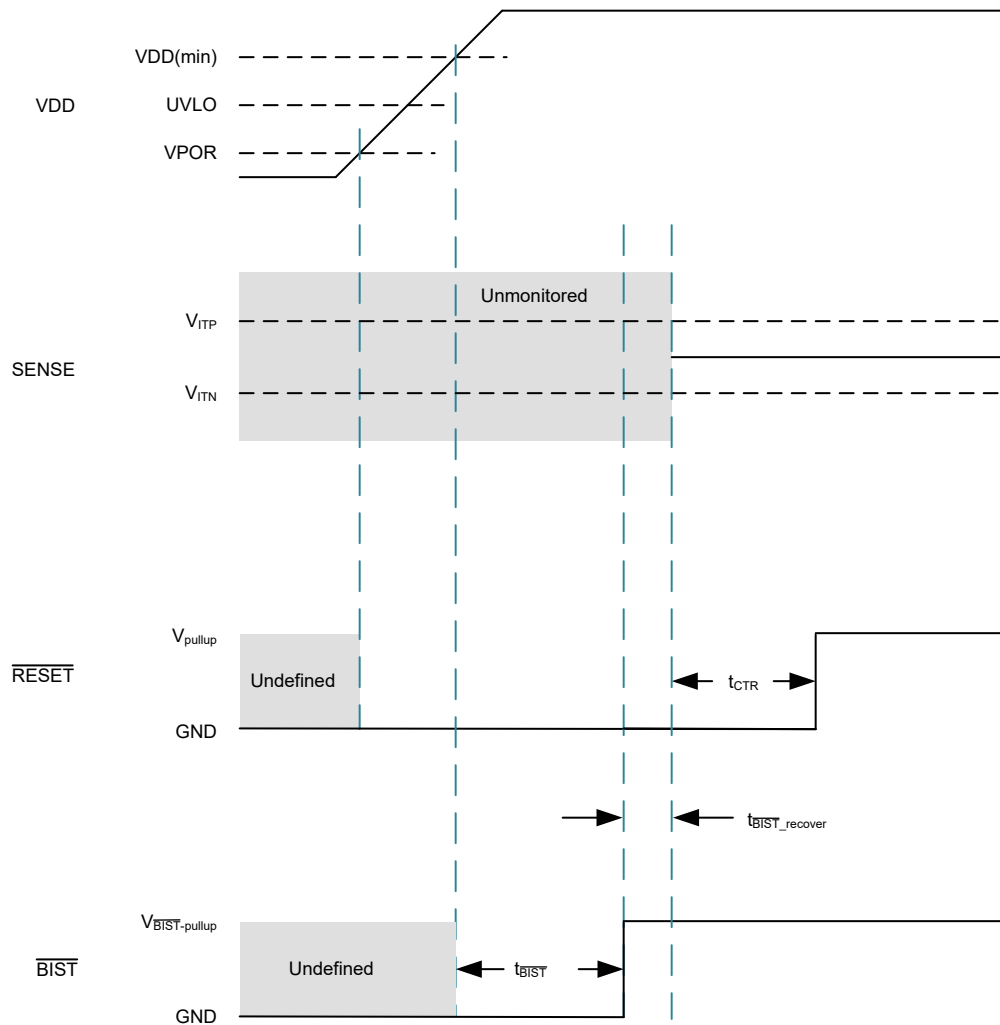 VDD(min)
VDD
UVLO
VPOR
Unmonitored
VITP
SENSE
VITN
Vpullup
RESET
Undefined
tCTR
GND
tBIST_recover
VBIST-pullup
BIST
Undefined
tBIST
GND